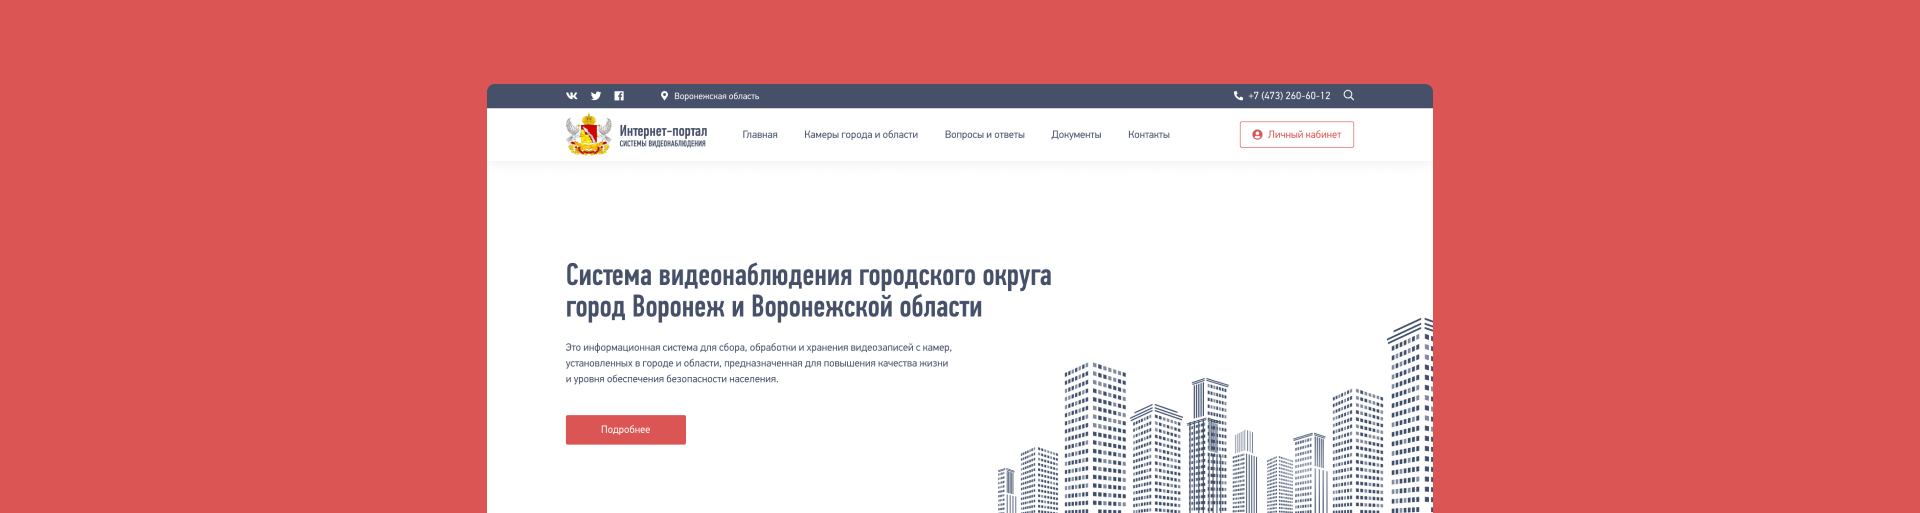 Воронежская область
+7 (473) 260-60-12
Интернет-портал
СИСТЕМЫ ВИДЕОНАБЛЮДЕНИЯ
Главная
Камеры города и области
Вопросы и ответы
Документы
Контакты
Личный кабинет
Система видеонаблюдения городского округа
город Воронеж и Воронежской области
Это информационная система для сбора, обработки и хранения видеозаписей с камер,
установленных в городе и области, предназначенная для повышения качества жизни
и уровня обеспечения безопасности населения.
Подробнее